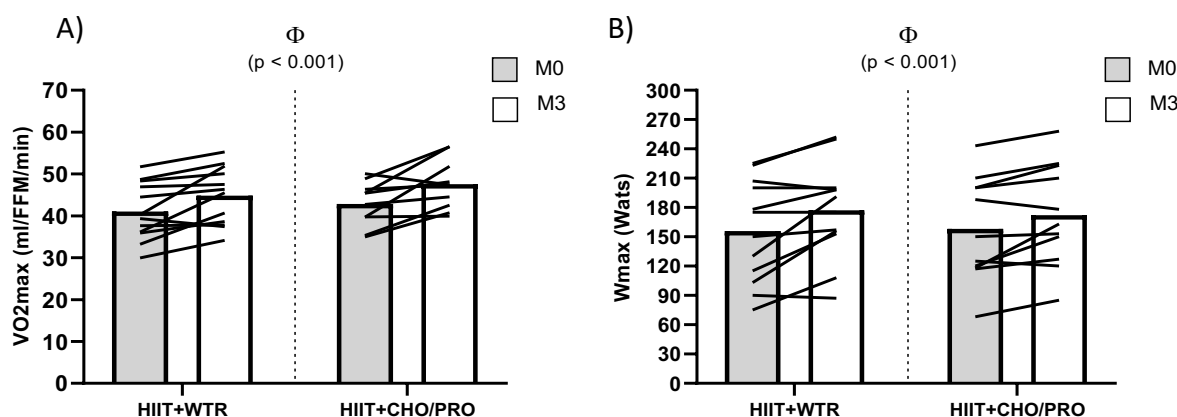 A)
Φ
(p < 0.001)
M0
M3
VO2max (ml/FFM/min)
70
60
50
40
30
20
10
0
HIIT+WTR
HIIT+CHO/PRO
B)
Φ
(p < 0.001)
M0
M3
Wmax (Wats)
300
270
240
210
180
150
120
90
60
30
0
HIIT+WTR
HIIT+CHO/PRO